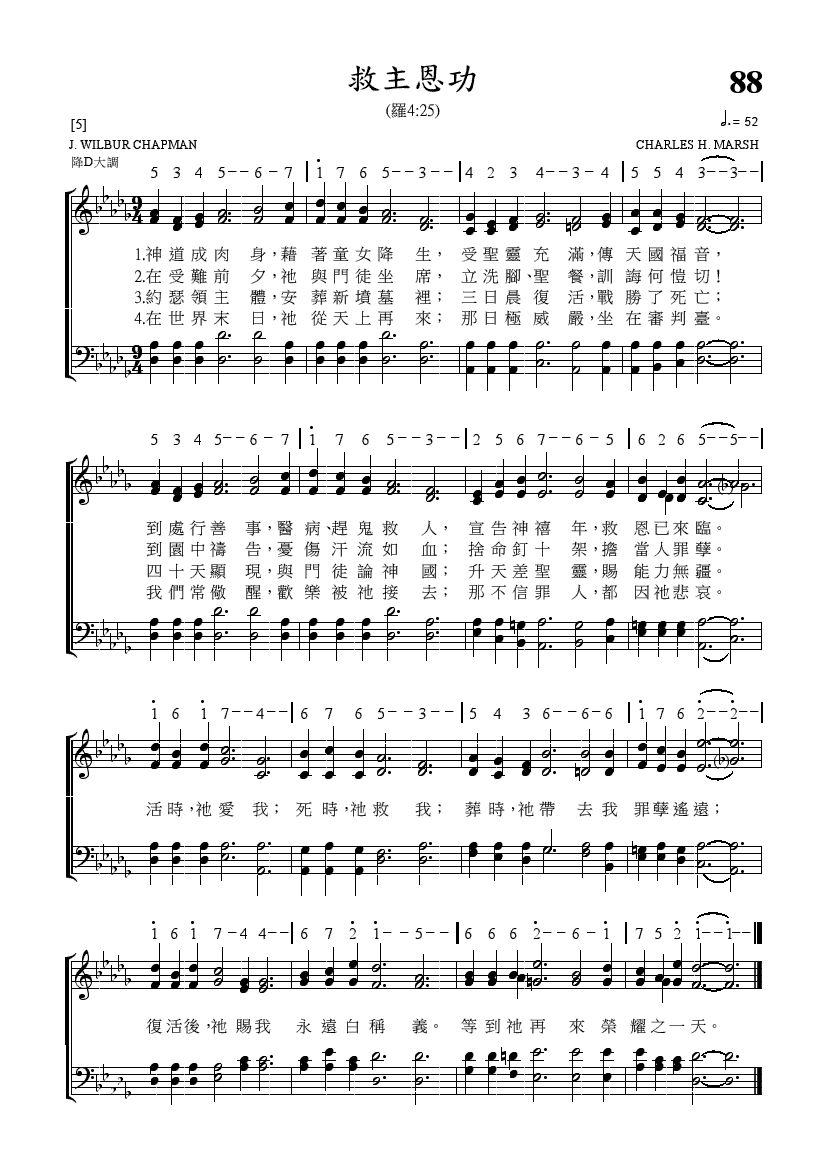 救主恩功
88
(羅4:25)
[5]
𝅗𝅥. = 52
J. WILBUR CHAPMAN
CHARLES H. MARSH
降D大調
5 3 4 5-- 6- 7 | 1̇ 7 6 5-- 3-- | 4 2 3 4-- 3- 4 | 5 5 4 3-- 3-- |
9/4
1.神道成肉身,藉著童女降生,受聖靈充滿,傳天國福音,
2.在受難前夕,祂與門徒坐席,立洗腳、聖餐,訓誨何愷切!
3.約瑟領主體,安葬新墳墓裡;三日晨復活,戰勝了死亡;
4.在世界末日,祂從天上再來;那日極威嚴,坐在審判臺。
9/4
5 3 4 5-- 6- 7 | 1̇ 7 6 5-- 3-- | 2 5 6 7-- 6- 5 | 6 2 6 5-- 5-- |
到處行善事,醫病、趕鬼救人,宣告神禧年,救恩已來臨。
到園中禱告,憂傷汗流如血;捨命釘十架,擔當人罪孽。
四十天顯現,與門徒論神國;升天差聖靈,賜能力無疆。
我們常儆醒,歡樂被祂接去;那不信罪人,都因祂悲哀。
1̇ 6 1̇ 7-- 4-- | 6 7 6 5-- 3-- | 5 4 3 6-- 6- 6 | 1̇ 7 6 2̇-- 2̇-- |
活時,祂愛我;死時,祂救我;葬時,祂帶去我罪孽遙遠;
1̇ 6 1̇ 7- 4 4-- | 6 7 2̇ 1̇-- 5-- | 6 6 6 2̇-- 6- 1̇ | 7 5 2̇ 1̇-- 1̇--
復活後,祂賜我永遠白稱義。等到祂再來榮耀之一天。